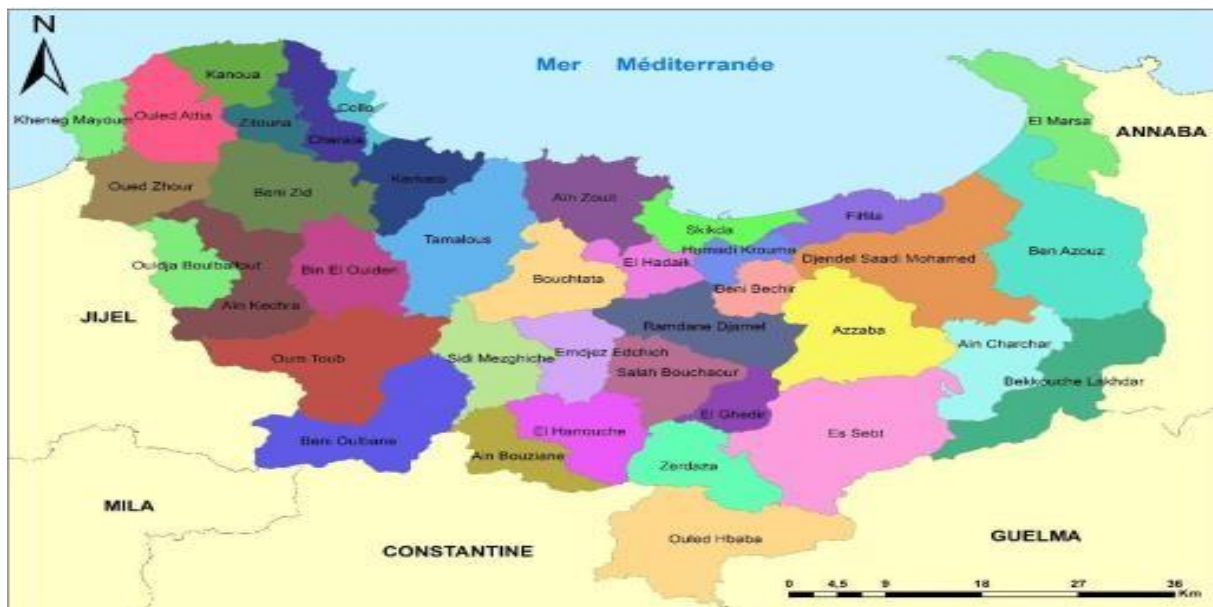 N
Mer Méditerranée
Kanoua
Collo
Kheneg Mayoum
Ouled Attia
Zitouna
Cheraia
El Marsa
ANNABA
Oued Zhour
Beni Zid
Kerkera
Ain Zouit
Filfila
Skikda
Tamalous
Hamadi Krouma
Ben Azouz
Ouldja Boulballout
Bin El Ouiden
Bouchtata
El Hadaik
Djendel Saadi Mohamed
Beni Bechir
Ain Kechra
JIJEL
Ramdane Djamel
Azzaba
Ain Charchar
Oum Toub
Sidi Mezghiche
Emdjez Edchich
Salah Bouchaour
Bekkouche Lakhdar
El Ghedir
Beni Oulbane
El Harrouche
Es Sebt
Ain Bouziane
Zerdaza
MILA
CONSTANTINE
Ouled Hbaba
GUELMA
0 4,5 9 18 27 36
Km